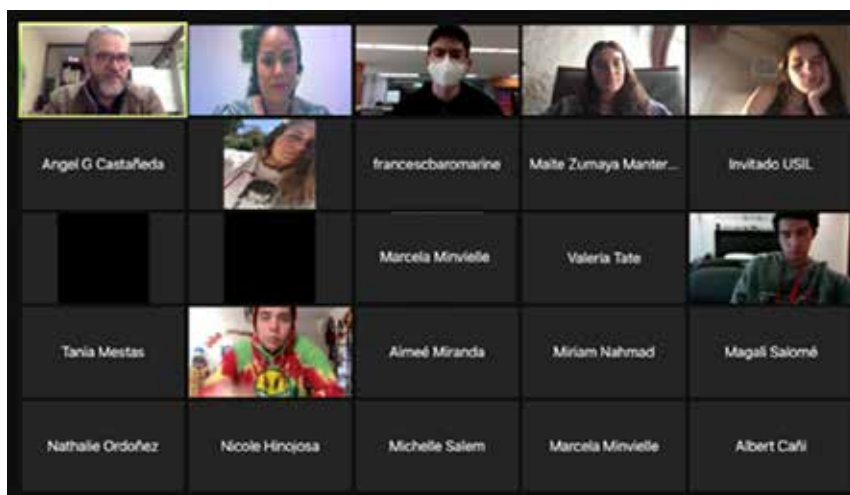 Angel G Castañeda
francescbaromarine
Maite Zumaya Manter...
Invitado USIL
Marcela Minvielle
Valeria Tate
Tania Mestas
Aimeé Miranda
Miriam Nahmad
Magali Salomé
Nathalie Ordoñez
Nicole Hinojosa
Michelle Salem
Marcela Minvielle
Albert Cañi